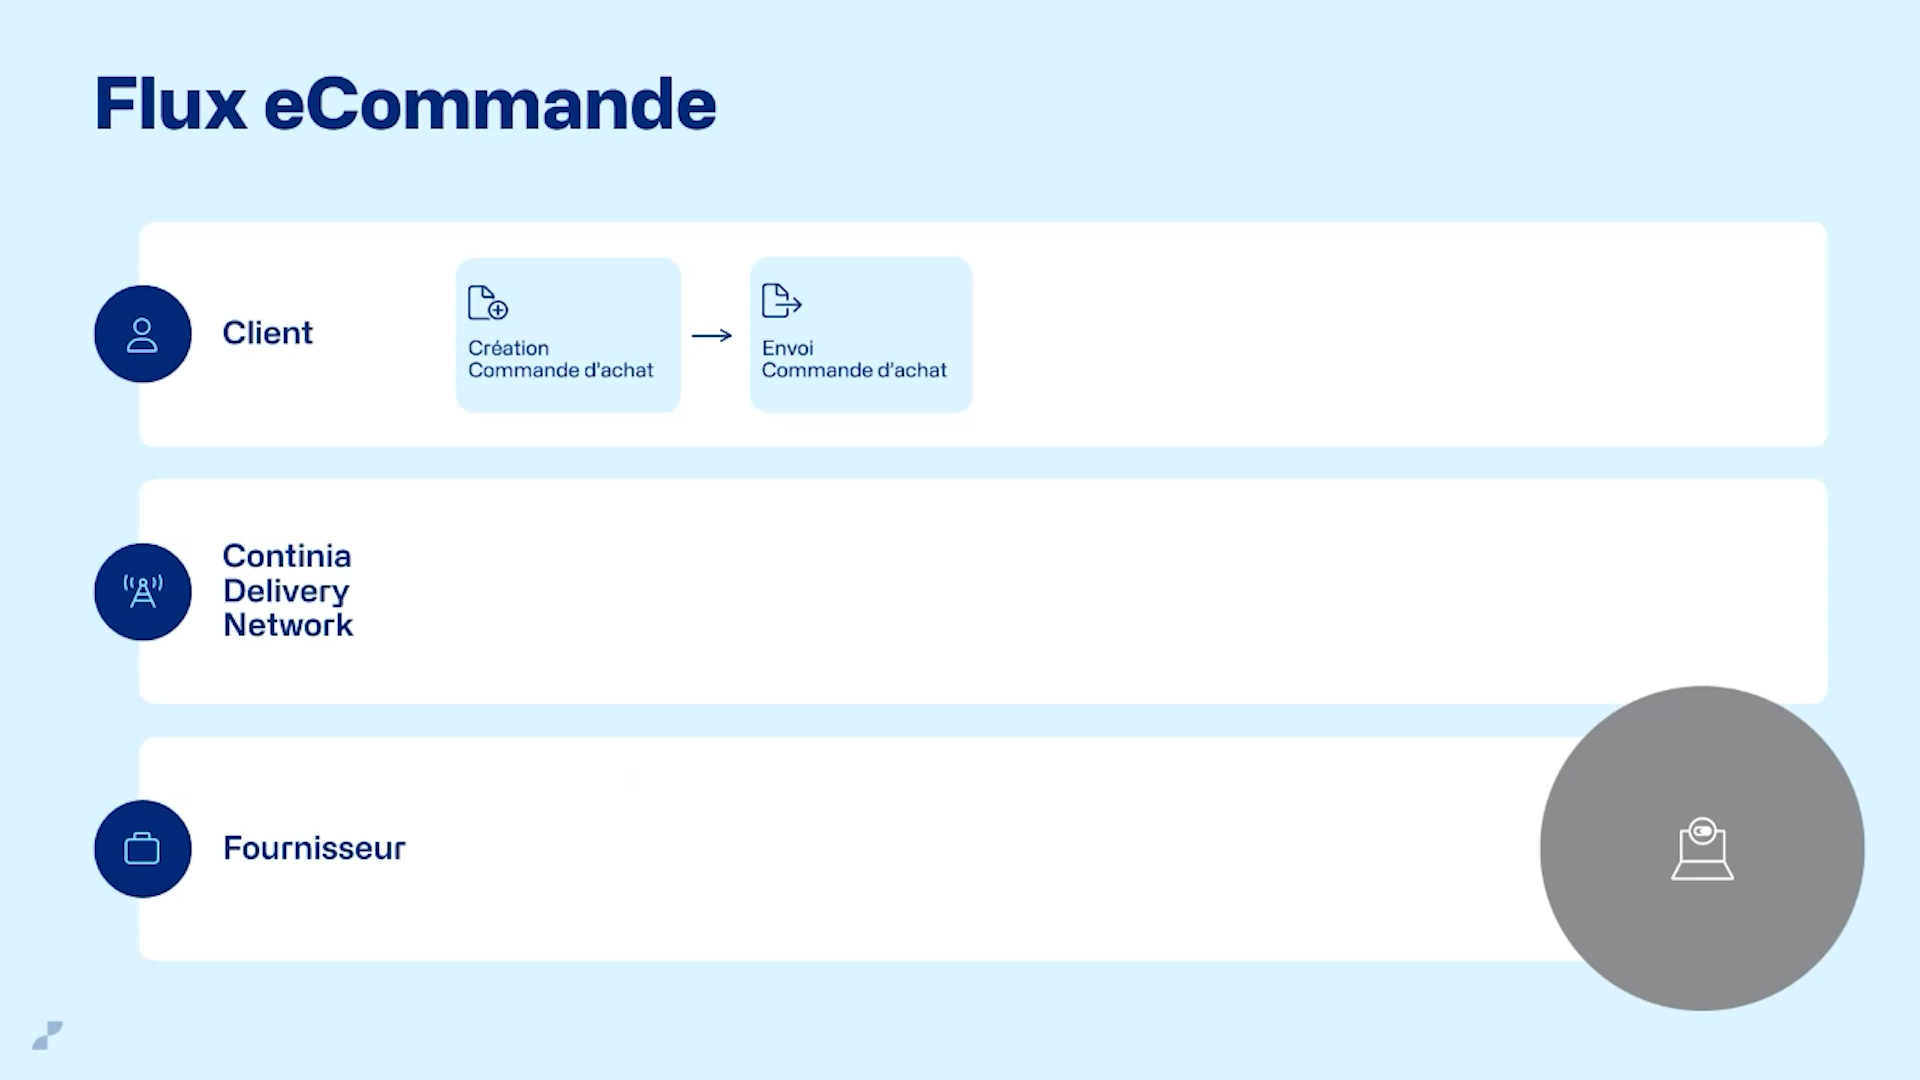 Flux eCommande
Client
Création
Commande d'achat
Envoi
Commande d'achat
Continia
Delivery
Network
Fournisseur